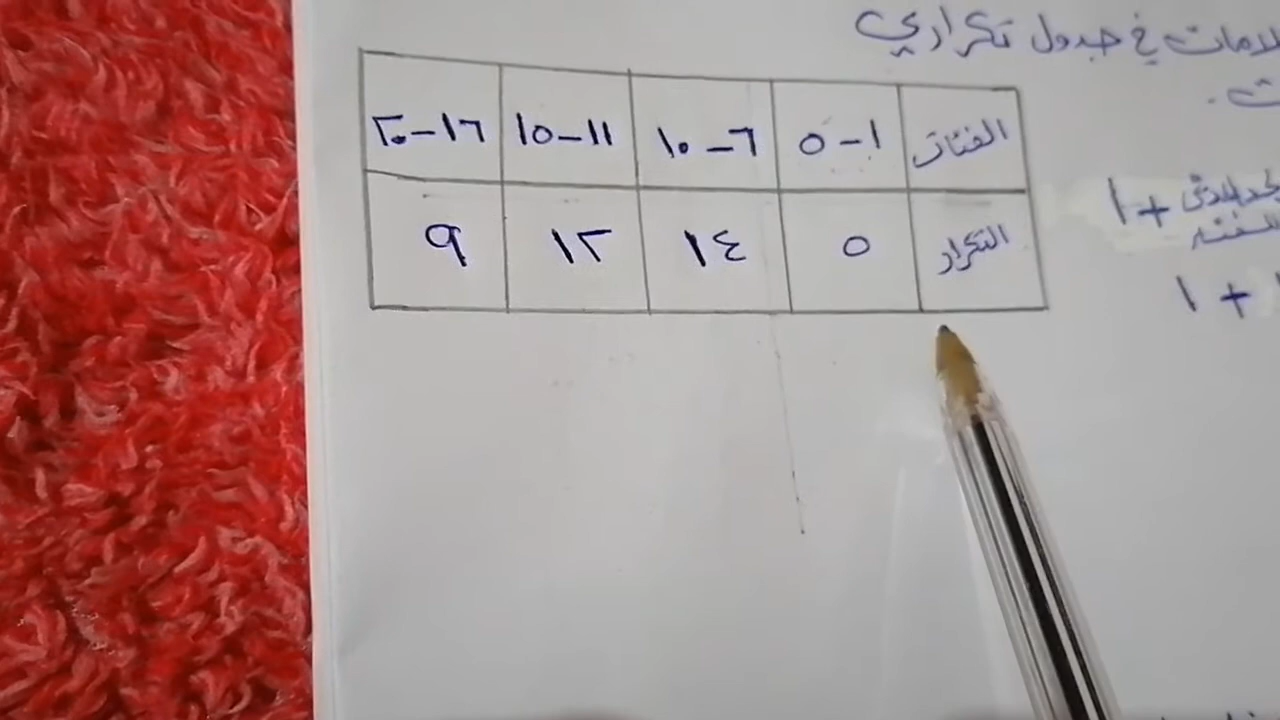 في جدول تكراري
الفئات ١-٥ ٦-١٠ ١١-١٥ ١٦-٢٠
التكرار ٥ ١٤ ١٢ ٩
+ ١
+ ١